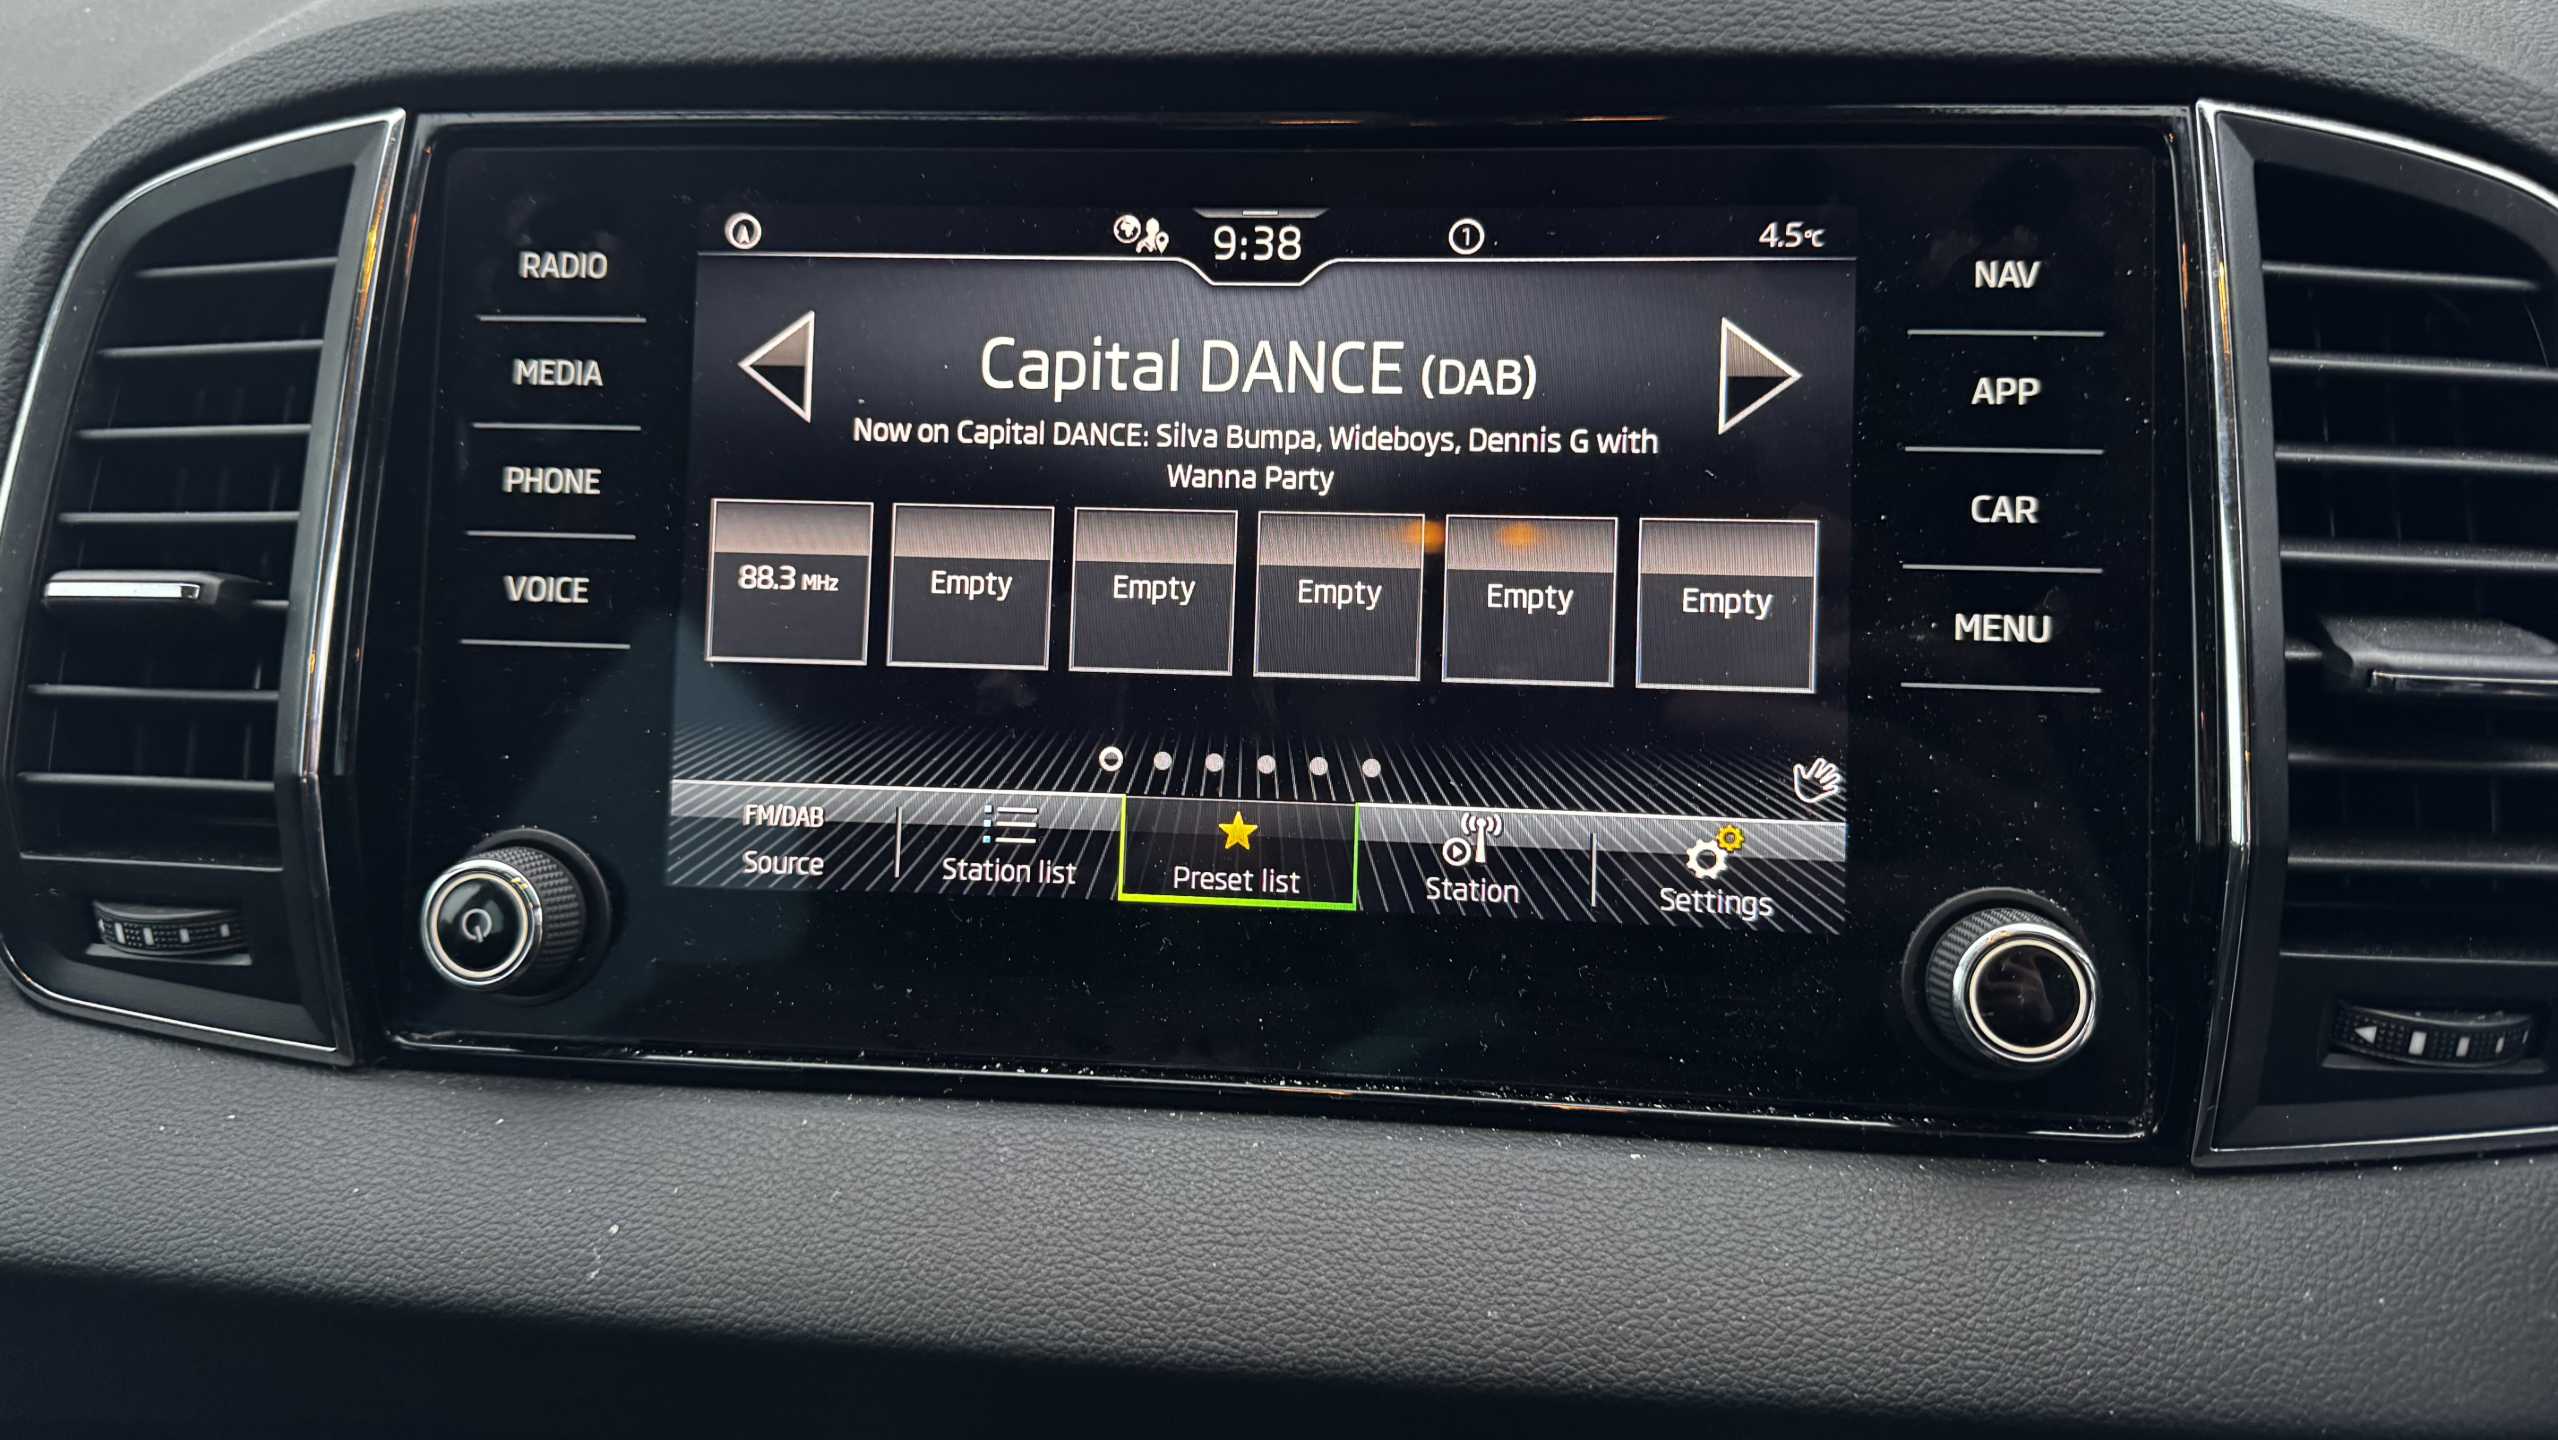 9:38
1
4.5°C
RADIO
MEDIA
PHONE
VOICE
Capital DANCE (DAB)
Now on Capital DANCE: Silva Bumpa, Wideboys, Dennis G with
Wanna Party
88.3 MHz
Empty
Empty
Empty
Empty
Empty
FM/DAB
Source
Station list
Preset list
Station
Settings
NAV
APP
CAR
MENU